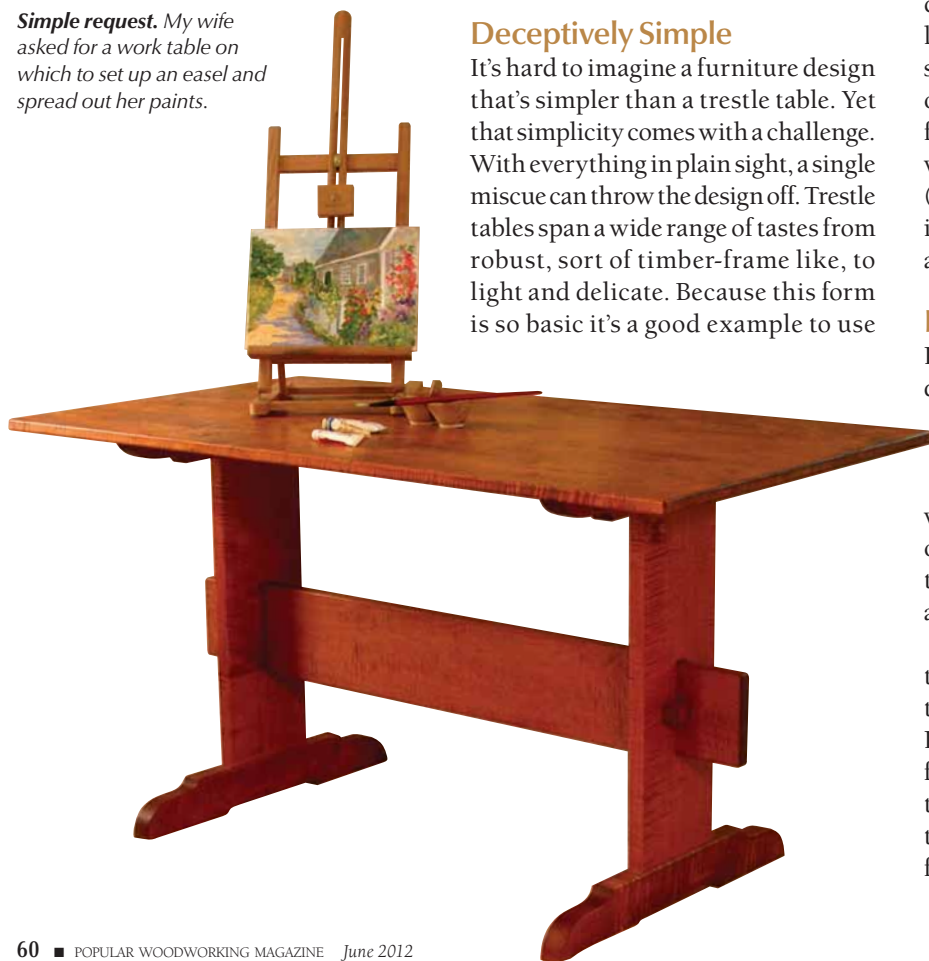 Simple request. My wife
asked for a work table on
which to set up an easel and
spread out her paints.
Deceptively Simple
It's hard to imagine a furniture design
that's simpler than a trestle table. Yet
that simplicity comes with a challenge.
With everything in plain sight, a single
miscue can throw the design off. Trestle
tables span a wide range of tastes from
robust, sort of timber-frame like, to
light and delicate. Because this form
is so basic it's a good example to use
60 ■ POPULAR WOODWORKING MAGAZINE June 2012